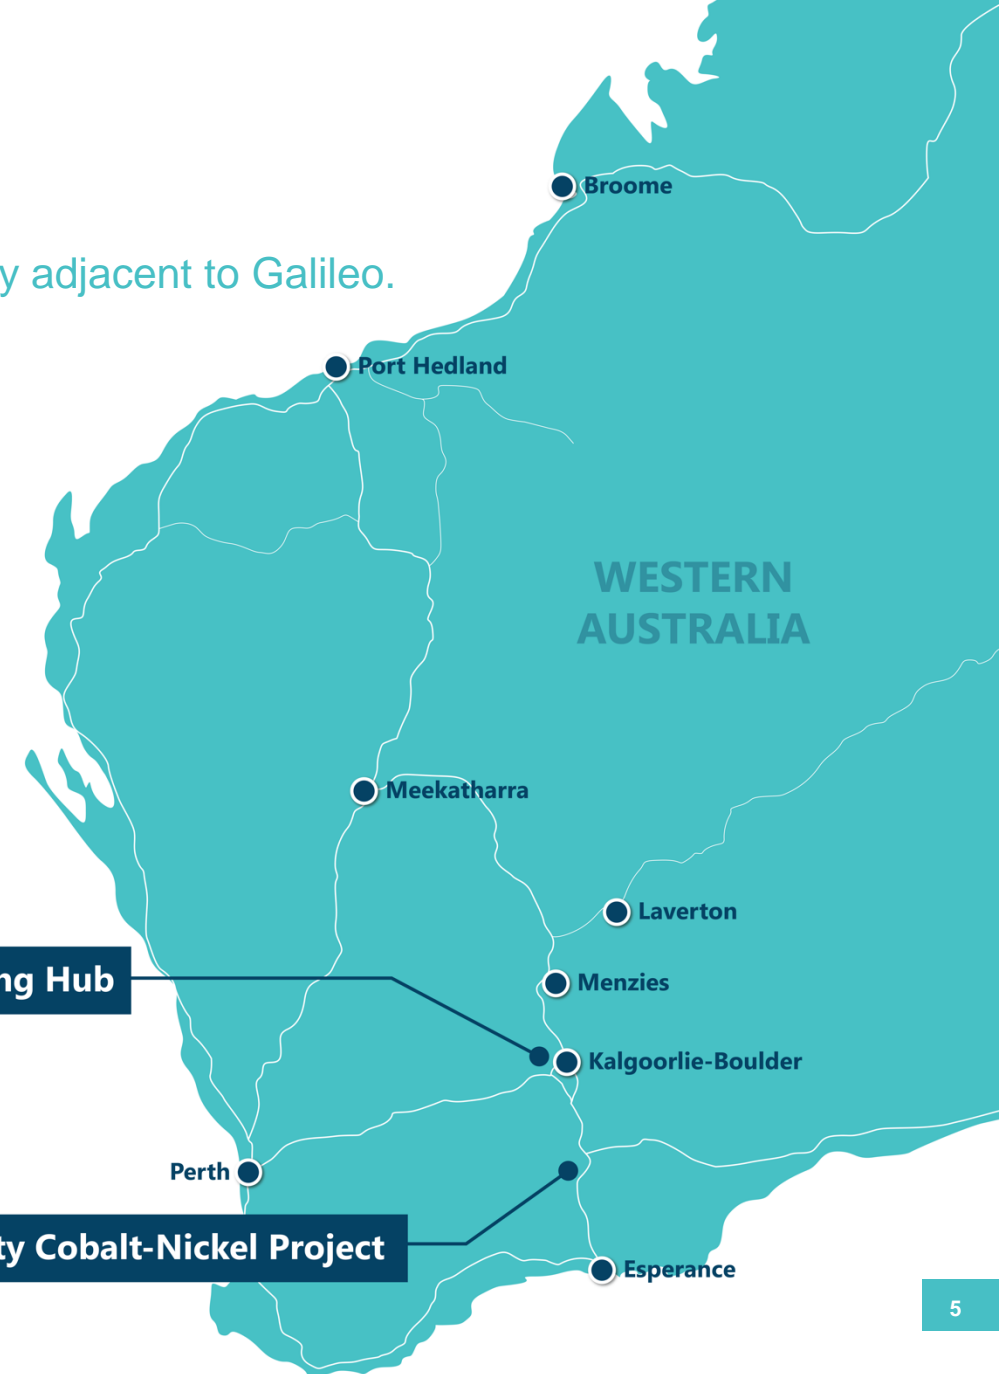 Broome
y adjacent to Galileo.
Port Hedland
WESTERN
AUSTRALIA
Meekatharra
Laverton
ng Hub
Menzies
Kalgoorlie-Boulder
Perth
ty Cobalt-Nickel Project
Esperance
5